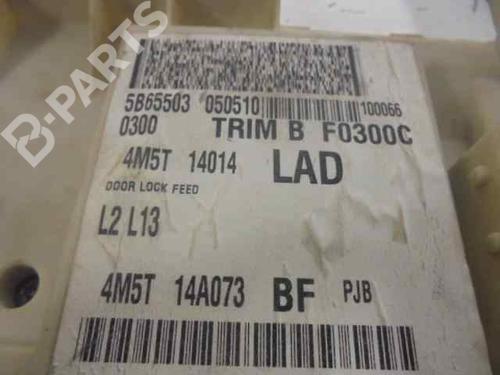 B-PARTS
5B65503 050510 100066
0300 TRIM B F0300C
4M5T 14014 LAD
DOOR LOCK FEED
L2 L13
4M5T 14A073 BF PJB